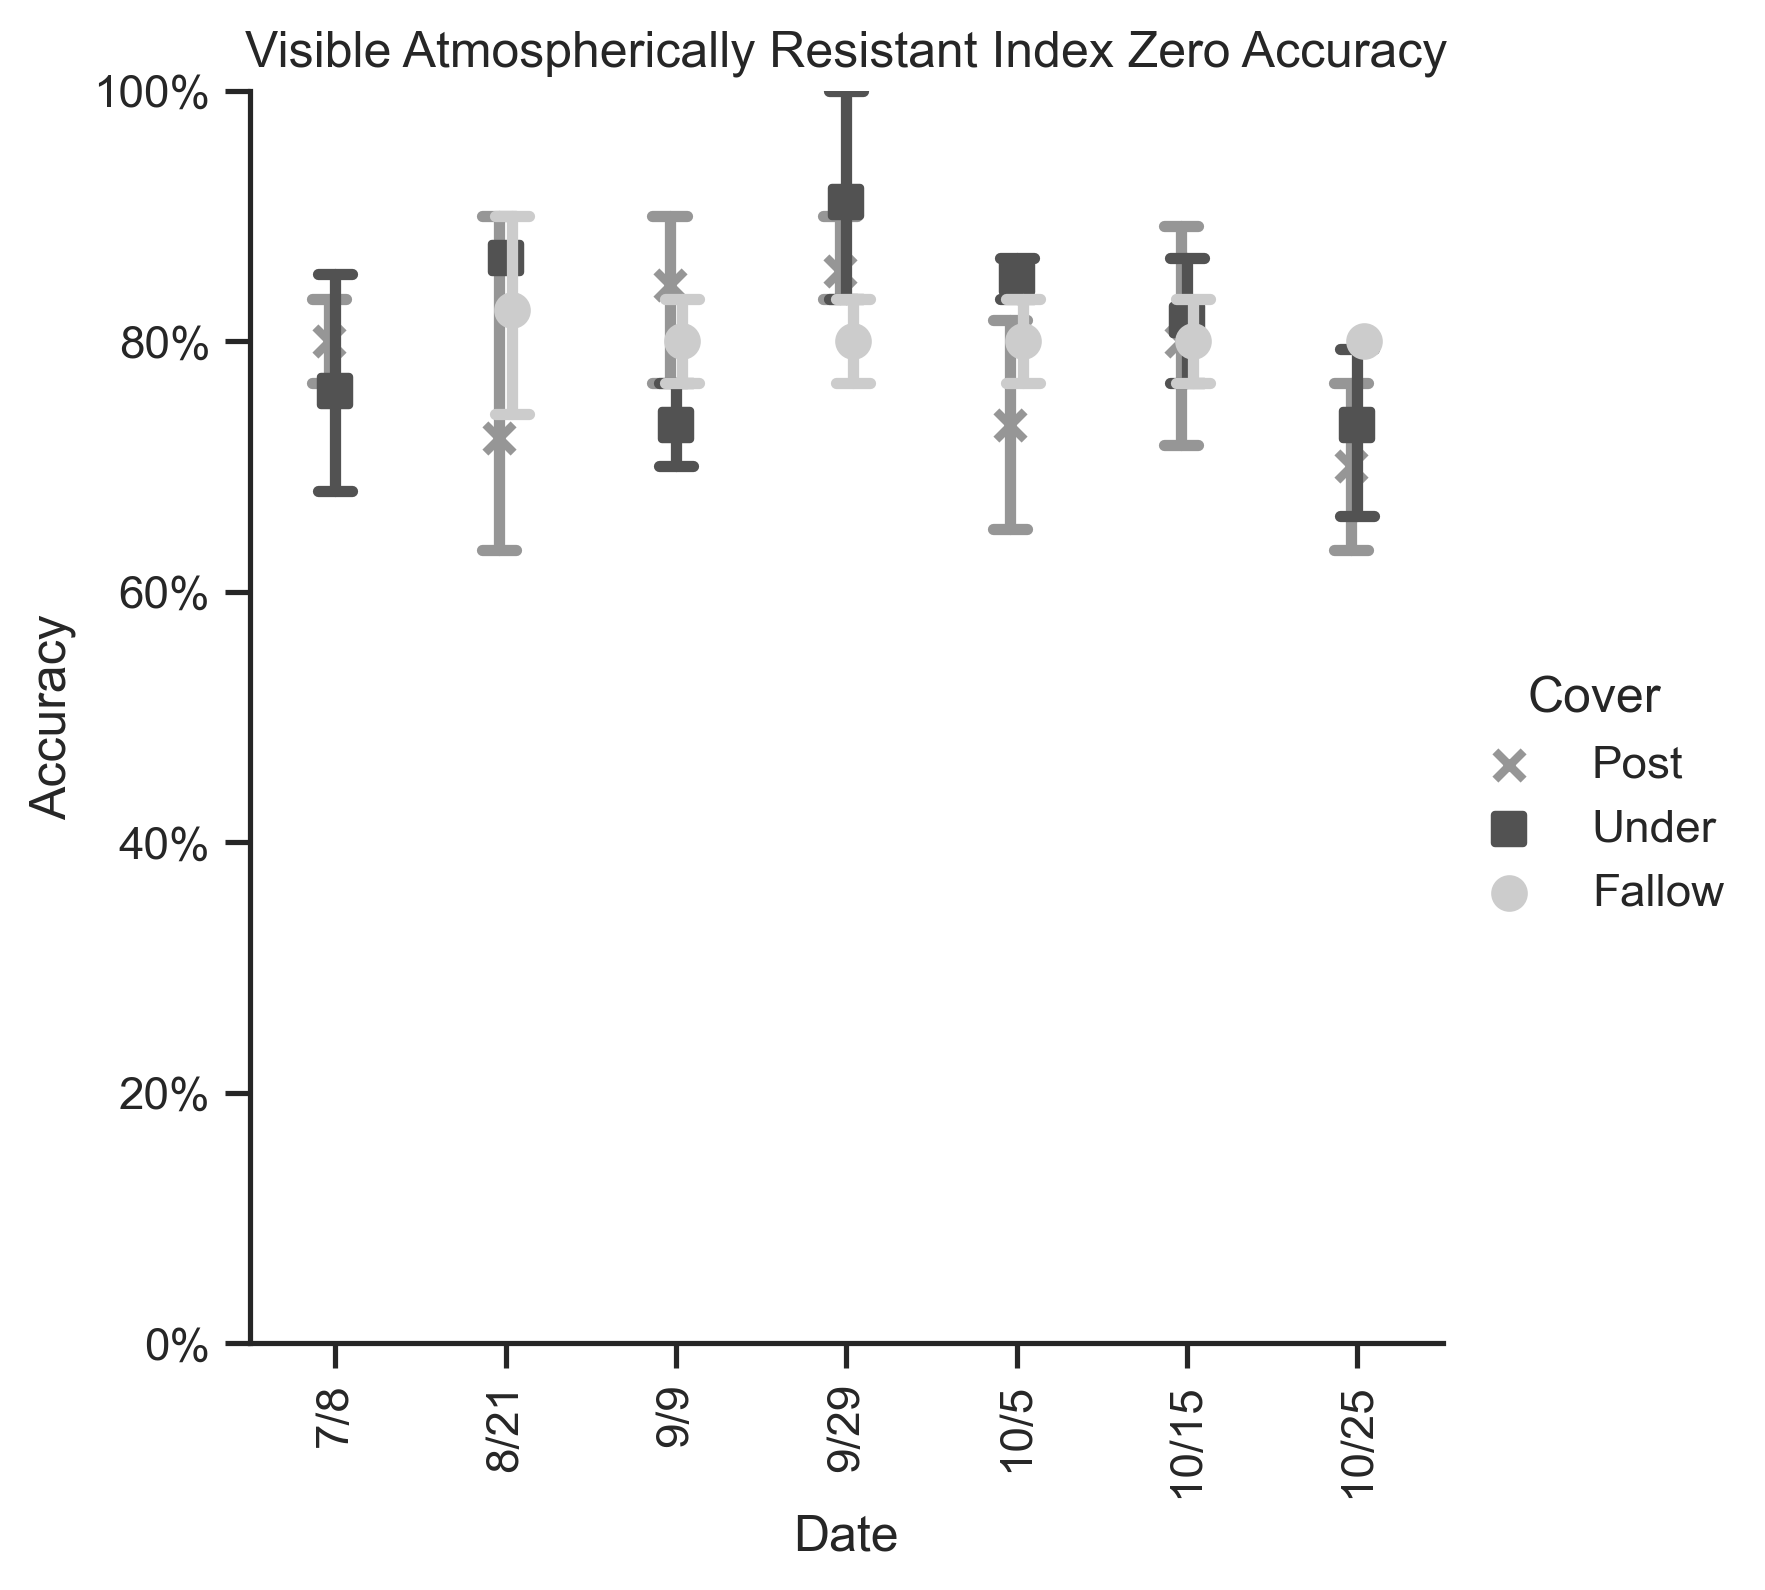 Visible Atmospherically Resistant Index Zero Accuracy
100%
80%
60%
40%
20%
0%
Accuracy
7/8
8/21
9/9
9/29
10/5
10/15
10/25
Date
Cover
Post
Under
Fallow